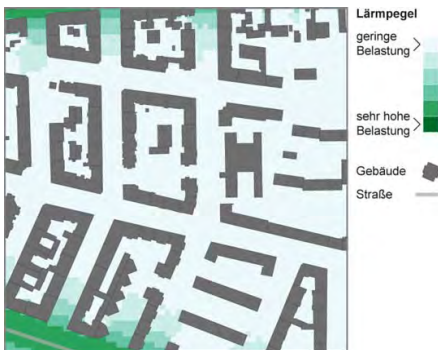 Lärmpegel
geringe
Belastung
sehr hohe
Belastung
Gebäude
Straße